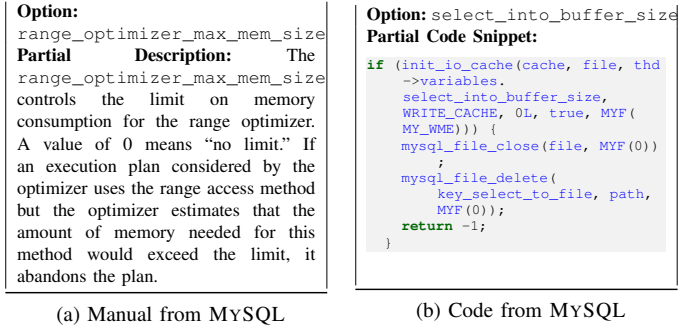 Option:
range_optimizer_max_mem_size
Partial Description: The
range_optimizer_max_mem_size
controls the limit on memory
consumption for the range optimizer.
A value of 0 means “no limit.” If
an execution plan considered by the
optimizer uses the range access method
but the optimizer estimates that the
amount of memory needed for this
method would exceed the limit, it
abandons the plan.
(a) Manual from MYSQL
Option: select_into_buffer_size
Partial Code Snippet:
if (init_io_cache(cache, file, thd
->variables.
select_into_buffer_size,
WRITE_CACHE, 0L, true, MYF(
MY_WME))) {
mysql_file_close(file, MYF(0))
;
mysql_file_delete(
key_select_to_file, path,
MYF(0));
return -1;
}
(b) Code from MYSQL